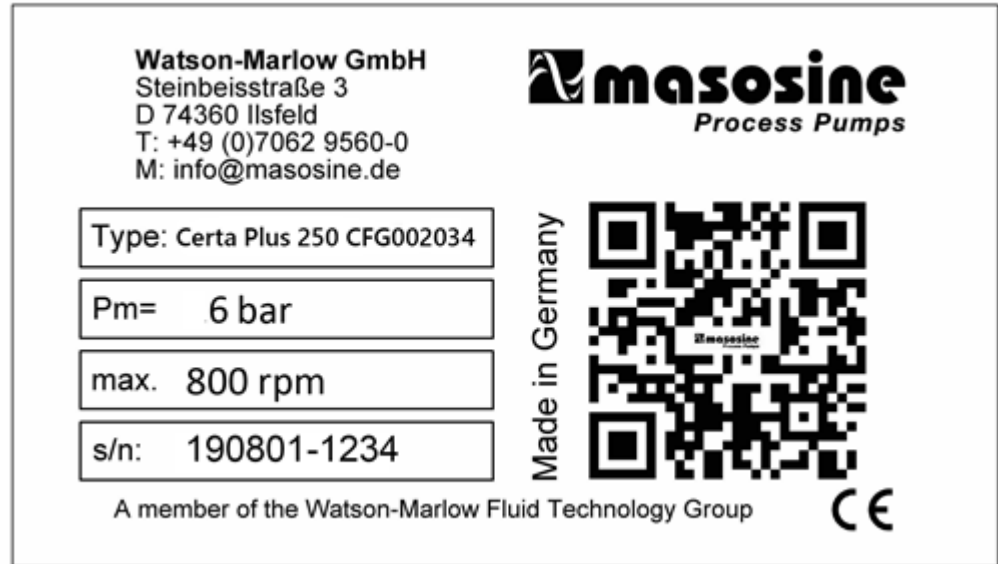 Watson-Marlow GmbH
Steinbeisstraße 3
D 74360 Ilsfeld
T: +49 (0)7062 9560-0
M: info@masosine.de
masosine
Process Pumps
Type: Certa Plus 250 CFG002034
Pm= 6 bar
max. 800 rpm
s/n: 190801-1234
Made in Germany
masosine
Process Pumps
A member of the Watson-Marlow Fluid Technology Group
CE